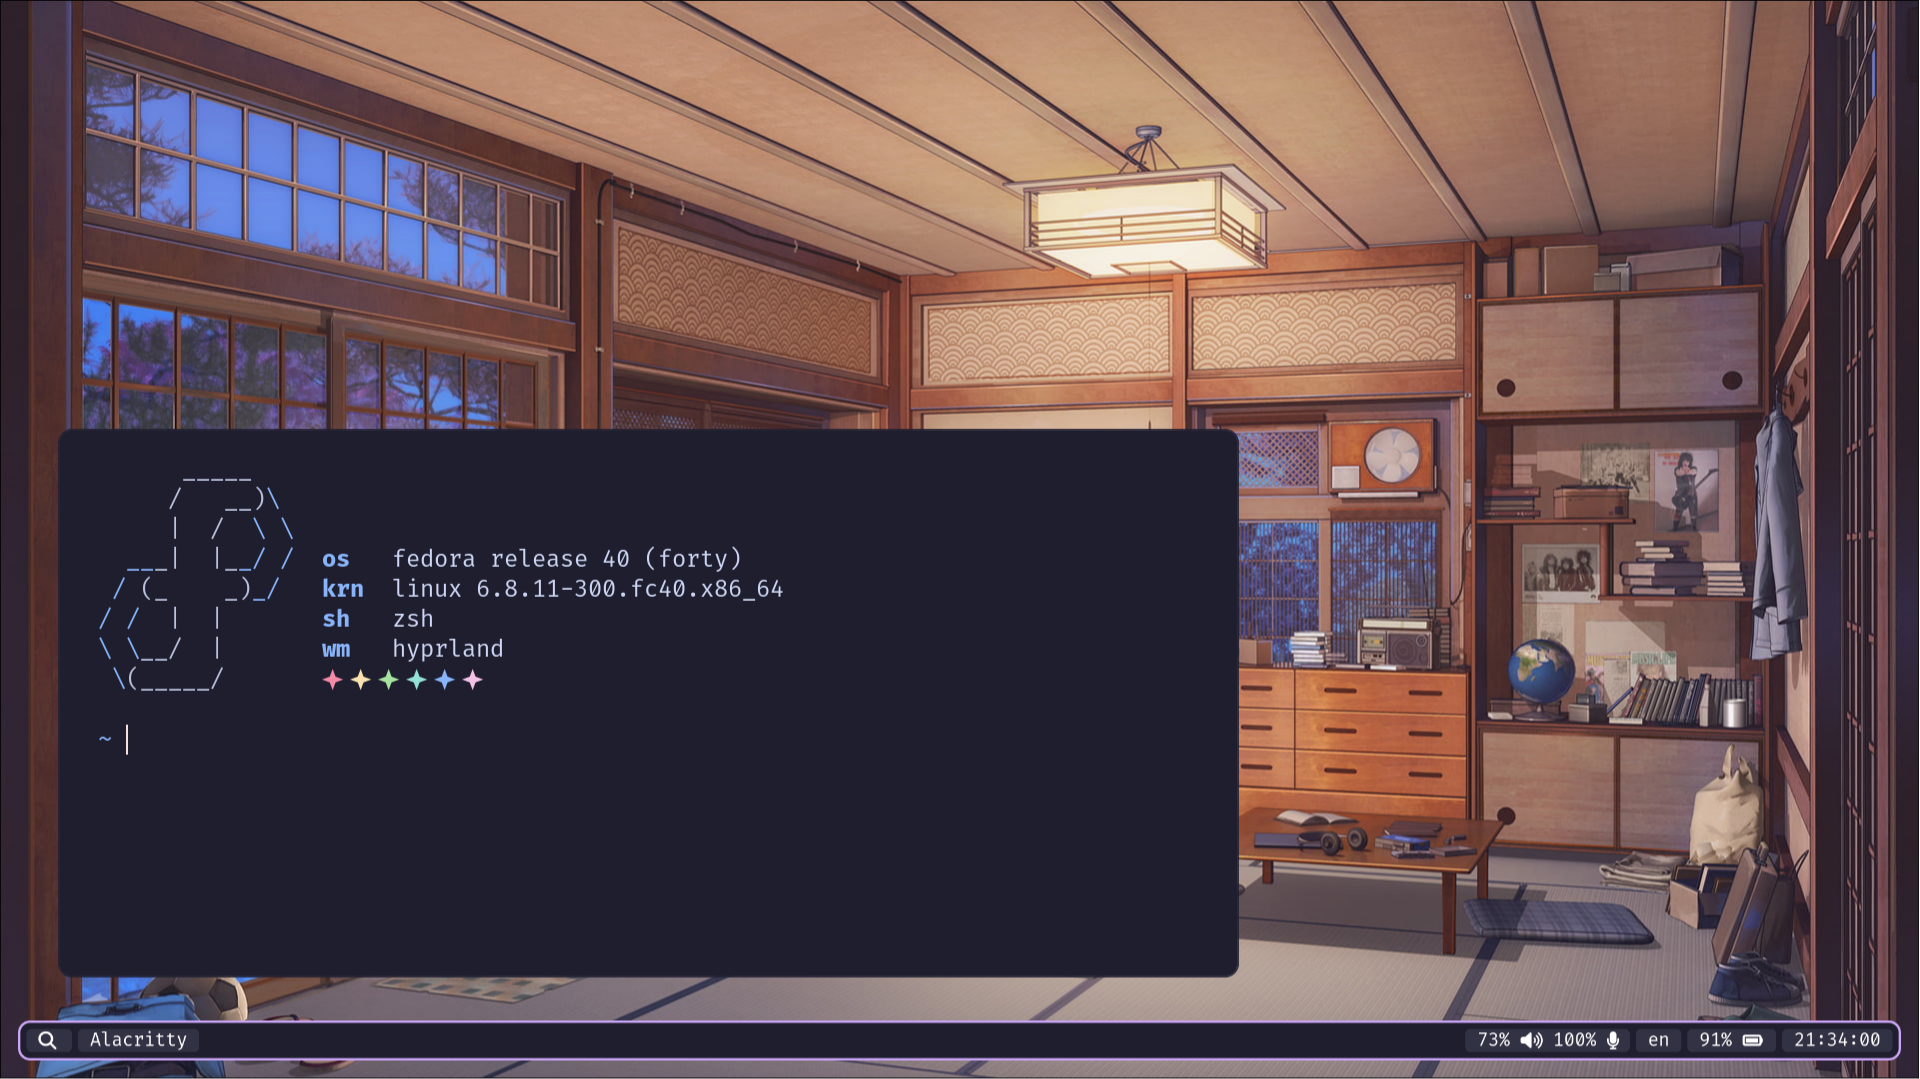 os fedora release 40 (forty)
krn linux 6.8.11-300.fc40.x86_64
sh zsh
wm hyprland
~
Alacritty
73% 100% en 91% 21:34:00